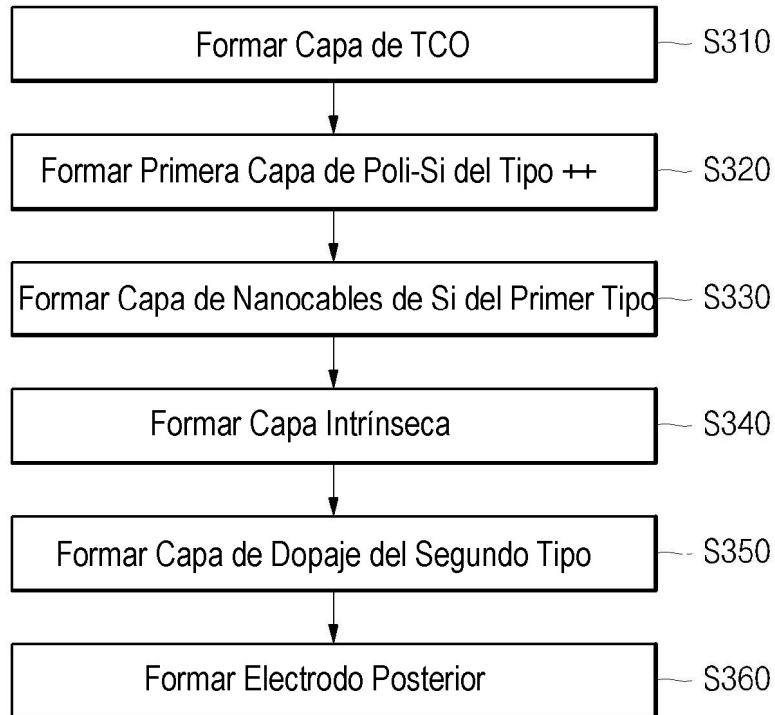 Formar Capa de TCO
S310
Formar Primera Capa de Poli-Si del Tipo ++
S320
Formar Capa de Nanocables de Si del Primer Tipo
S330
Formar Capa Intrínseca
S340
Formar Capa de Dopaje del Segundo Tipo
S350
Formar Electrodo Posterior
S360